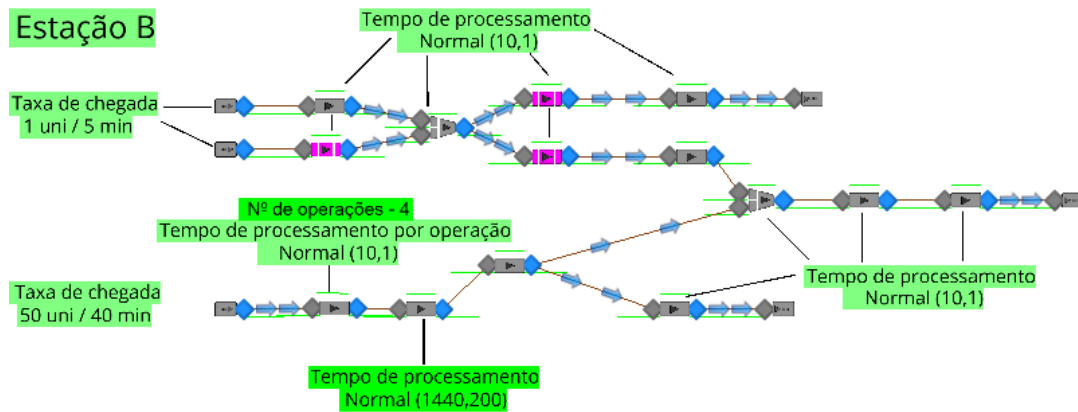 Estação B
Tempo de processamento
Normal (10,1)
Taxa de chegada
1 uni / 5 min
Nº de operações - 4
Tempo de processamento por operação
Normal (10,1)
Taxa de chegada
50 uni / 40 min
Tempo de processamento
Normal (10,1)
Tempo de processamento
Normal (1440,200)